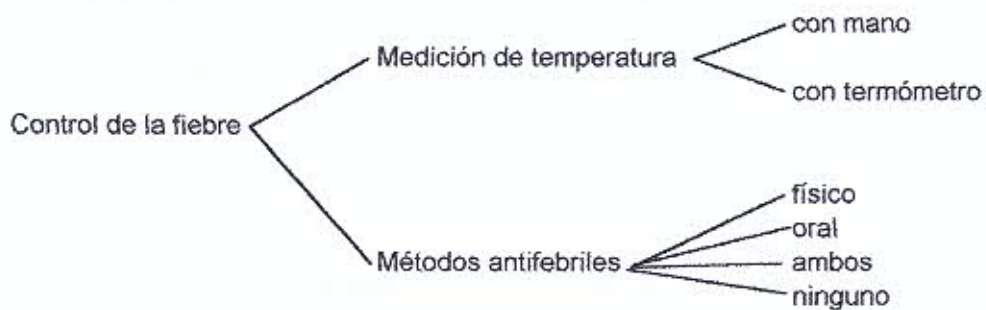 con mano
Medición de temperatura
con termómetro
Control de la fiebre
físico
oral
Métodos antifebriles
ambos
ninguno